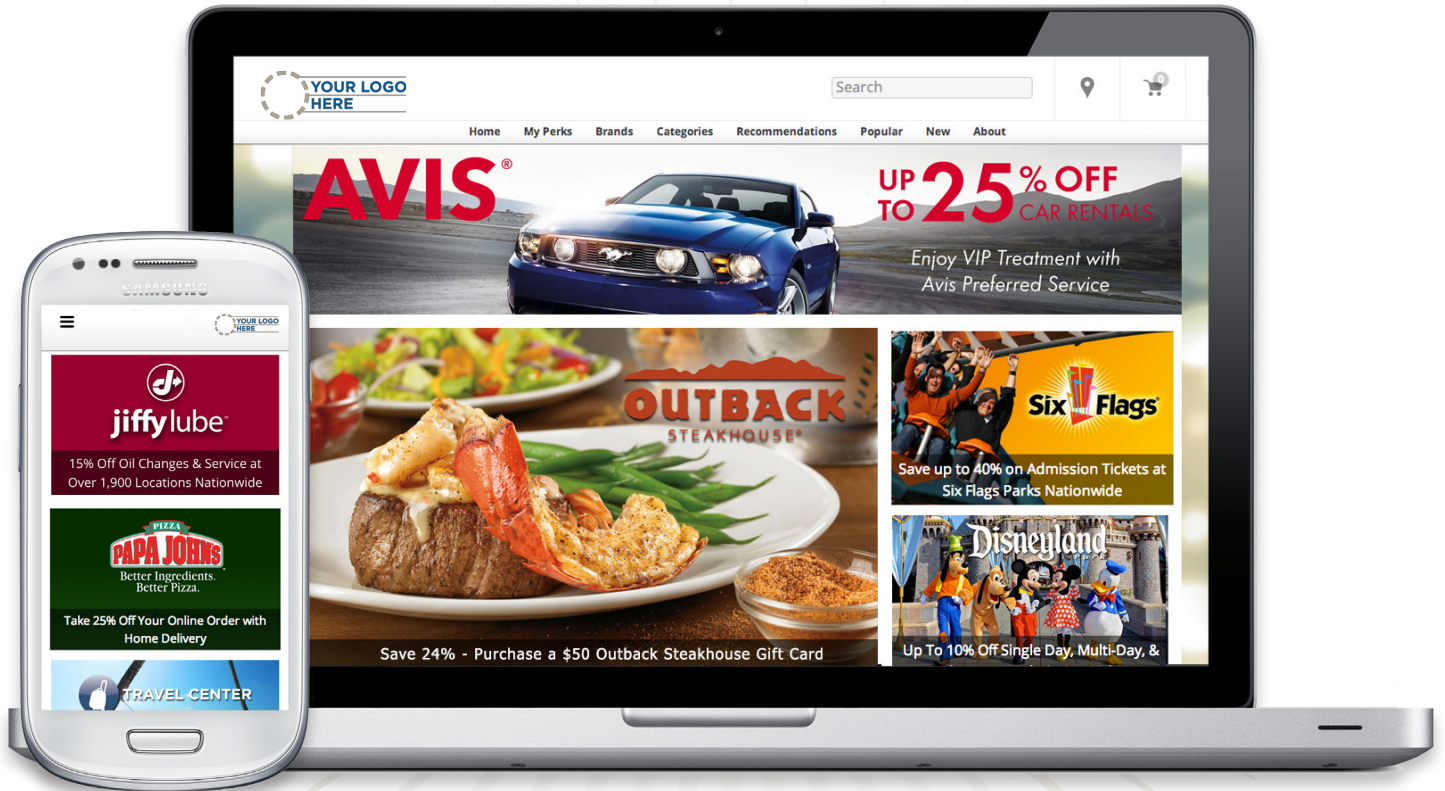 YOUR LOGO
HERE
Search
0
Home My Perks Brands Categories Recommendations Popular New About
AVIS®
UP TO 25% OFF
CAR RENTALS
Enjoy VIP Treatment with
Avis Preferred Service
OUTBACK
STEAKHOUSE®
Save 24% - Purchase a $50 Outback Steakhouse Gift Card
Six Flags®
Save up to 40% on Admission Tickets at
Six Flags Parks Nationwide
Disneyland
Up To 10% Off Single Day, Multi-Day, &
SAMSUNG
YOUR LOGO
HERE
jiffy lube™
15% Off Oil Changes & Service at
Over 1,900 Locations Nationwide
PIZZA
PAPA JOHNS
Better Ingredients.
Better Pizza.
Take 25% Off Your Online Order with
Home Delivery
TRAVEL CENTER